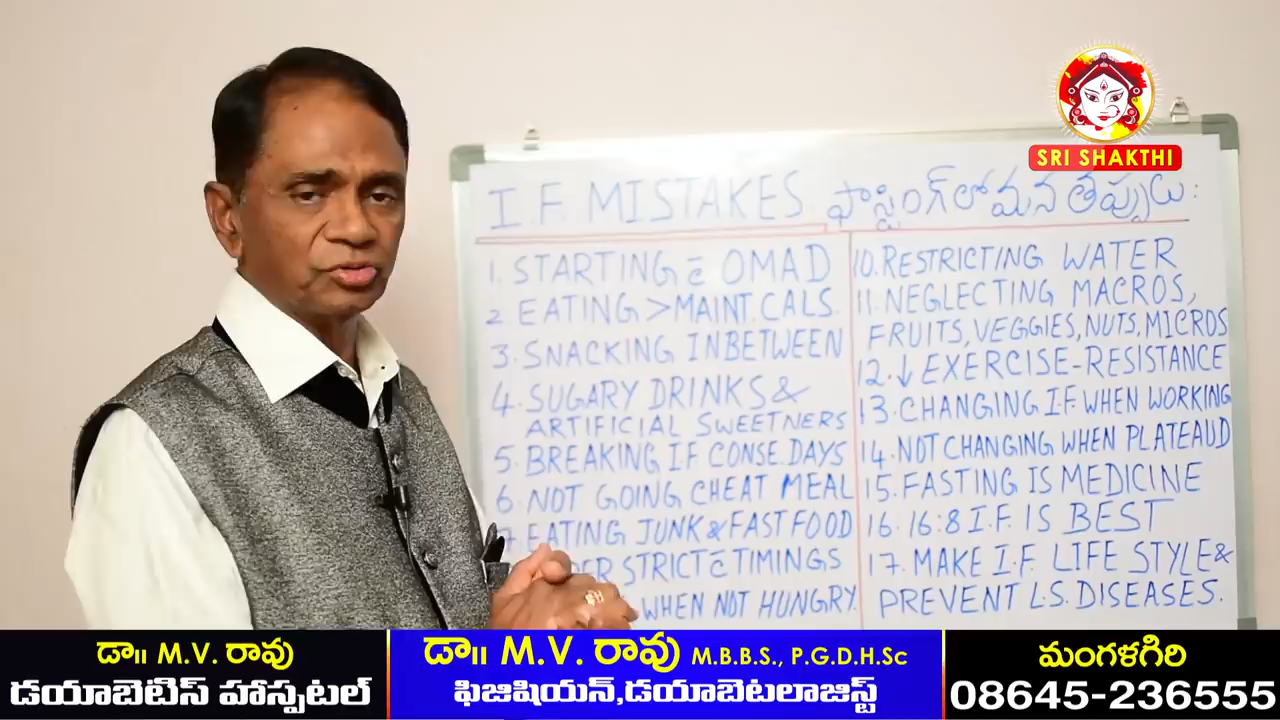 SRI SHAKTHI
I.F. MISTAKES ఫాస్టింగ్‌లో మన తప్పులు :
1. STARTING c̄ OMAD
2 EATING >MAINT. CALS.
3. SNACKING INBETWEEN
4. SUGARY DRINKS &
ARTIFICIAL SWEETNERS
5. BREAKING IF CONSE. DAYS
6. NOT GOING CHEAT MEAL
7. EATING JUNK & FAST FOOD
STRICT c̄ TIMINGS
WHEN NOT HUNGRY.
10. RESTRICTING WATER
11. NEGLECTING MACROS,
FRUITS, VEGGIES, NUTS, MICROS
12. ↓ EXERCISE-RESISTANCE
13. CHANGING I.F. WHEN WORKING
14. NOT CHANGING WHEN PLATEAUD
15. FASTING IS MEDICINE
16. 16:8 I.F. IS BEST
17. MAKE I.F. LIFE STYLE &
PREVENT L.S. DISEASES.
డా॥ M.V. రావు
డయాబెటిస్ హాస్పటల్
డా॥ M.V. రావు M.B.B.S., P.G.D.H.Sc
ఫిజిషియన్,డయాబెటలాజిస్ట్
మంగళగిరి
08645-236555